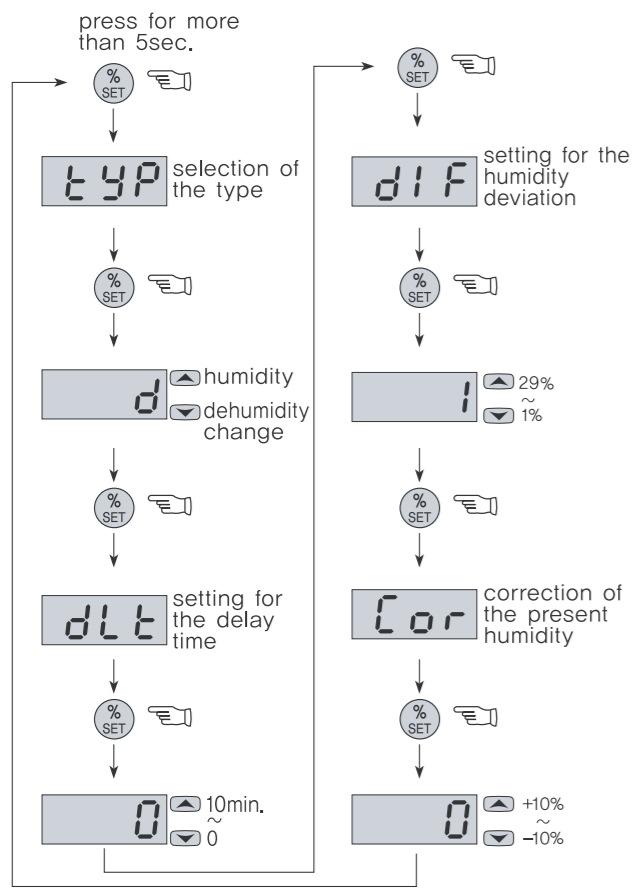 press for more
than 5sec.
%
SET
tYP
selection of
the type
%
SET
d
humidity
dehumidity
change
%
SET
dLt
setting for
the delay
time
%
SET
0
10min.
~
0
%
SET
dIF
setting for the
humidity
deviation
%
SET
1
29%
~
1%
%
SET
Cor
correction of
the present
humidity
%
SET
0
+10%
~
−10%